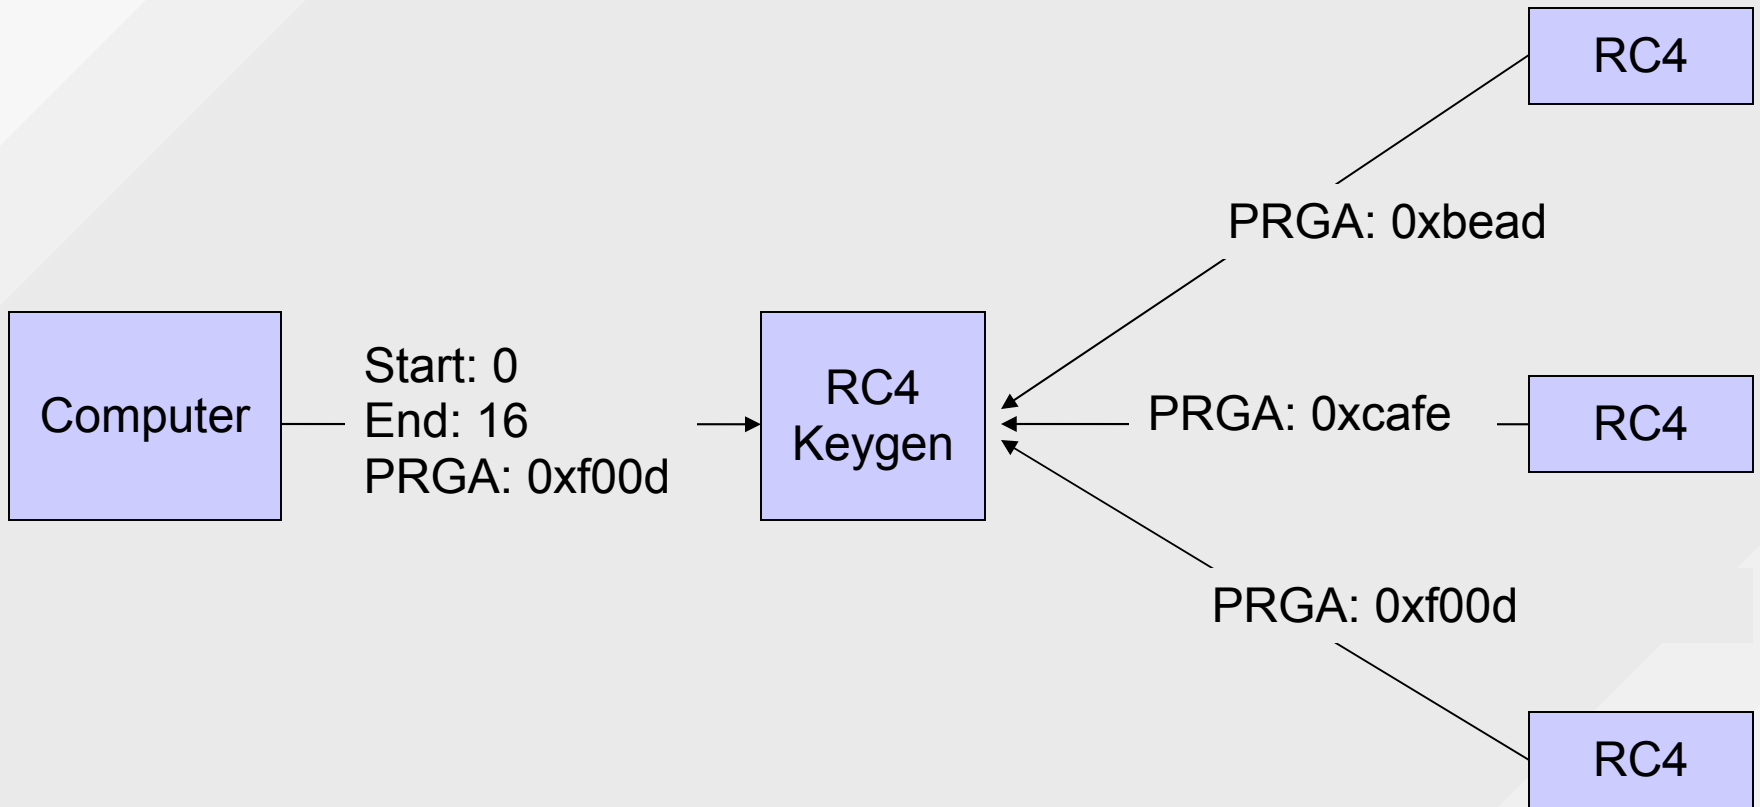 RC4
PRGA: 0xbead
Computer
Start: 0
End: 16
PRGA: 0xf00d
RC4
Keygen
PRGA: 0xcafe
RC4
PRGA: 0xf00d
RC4